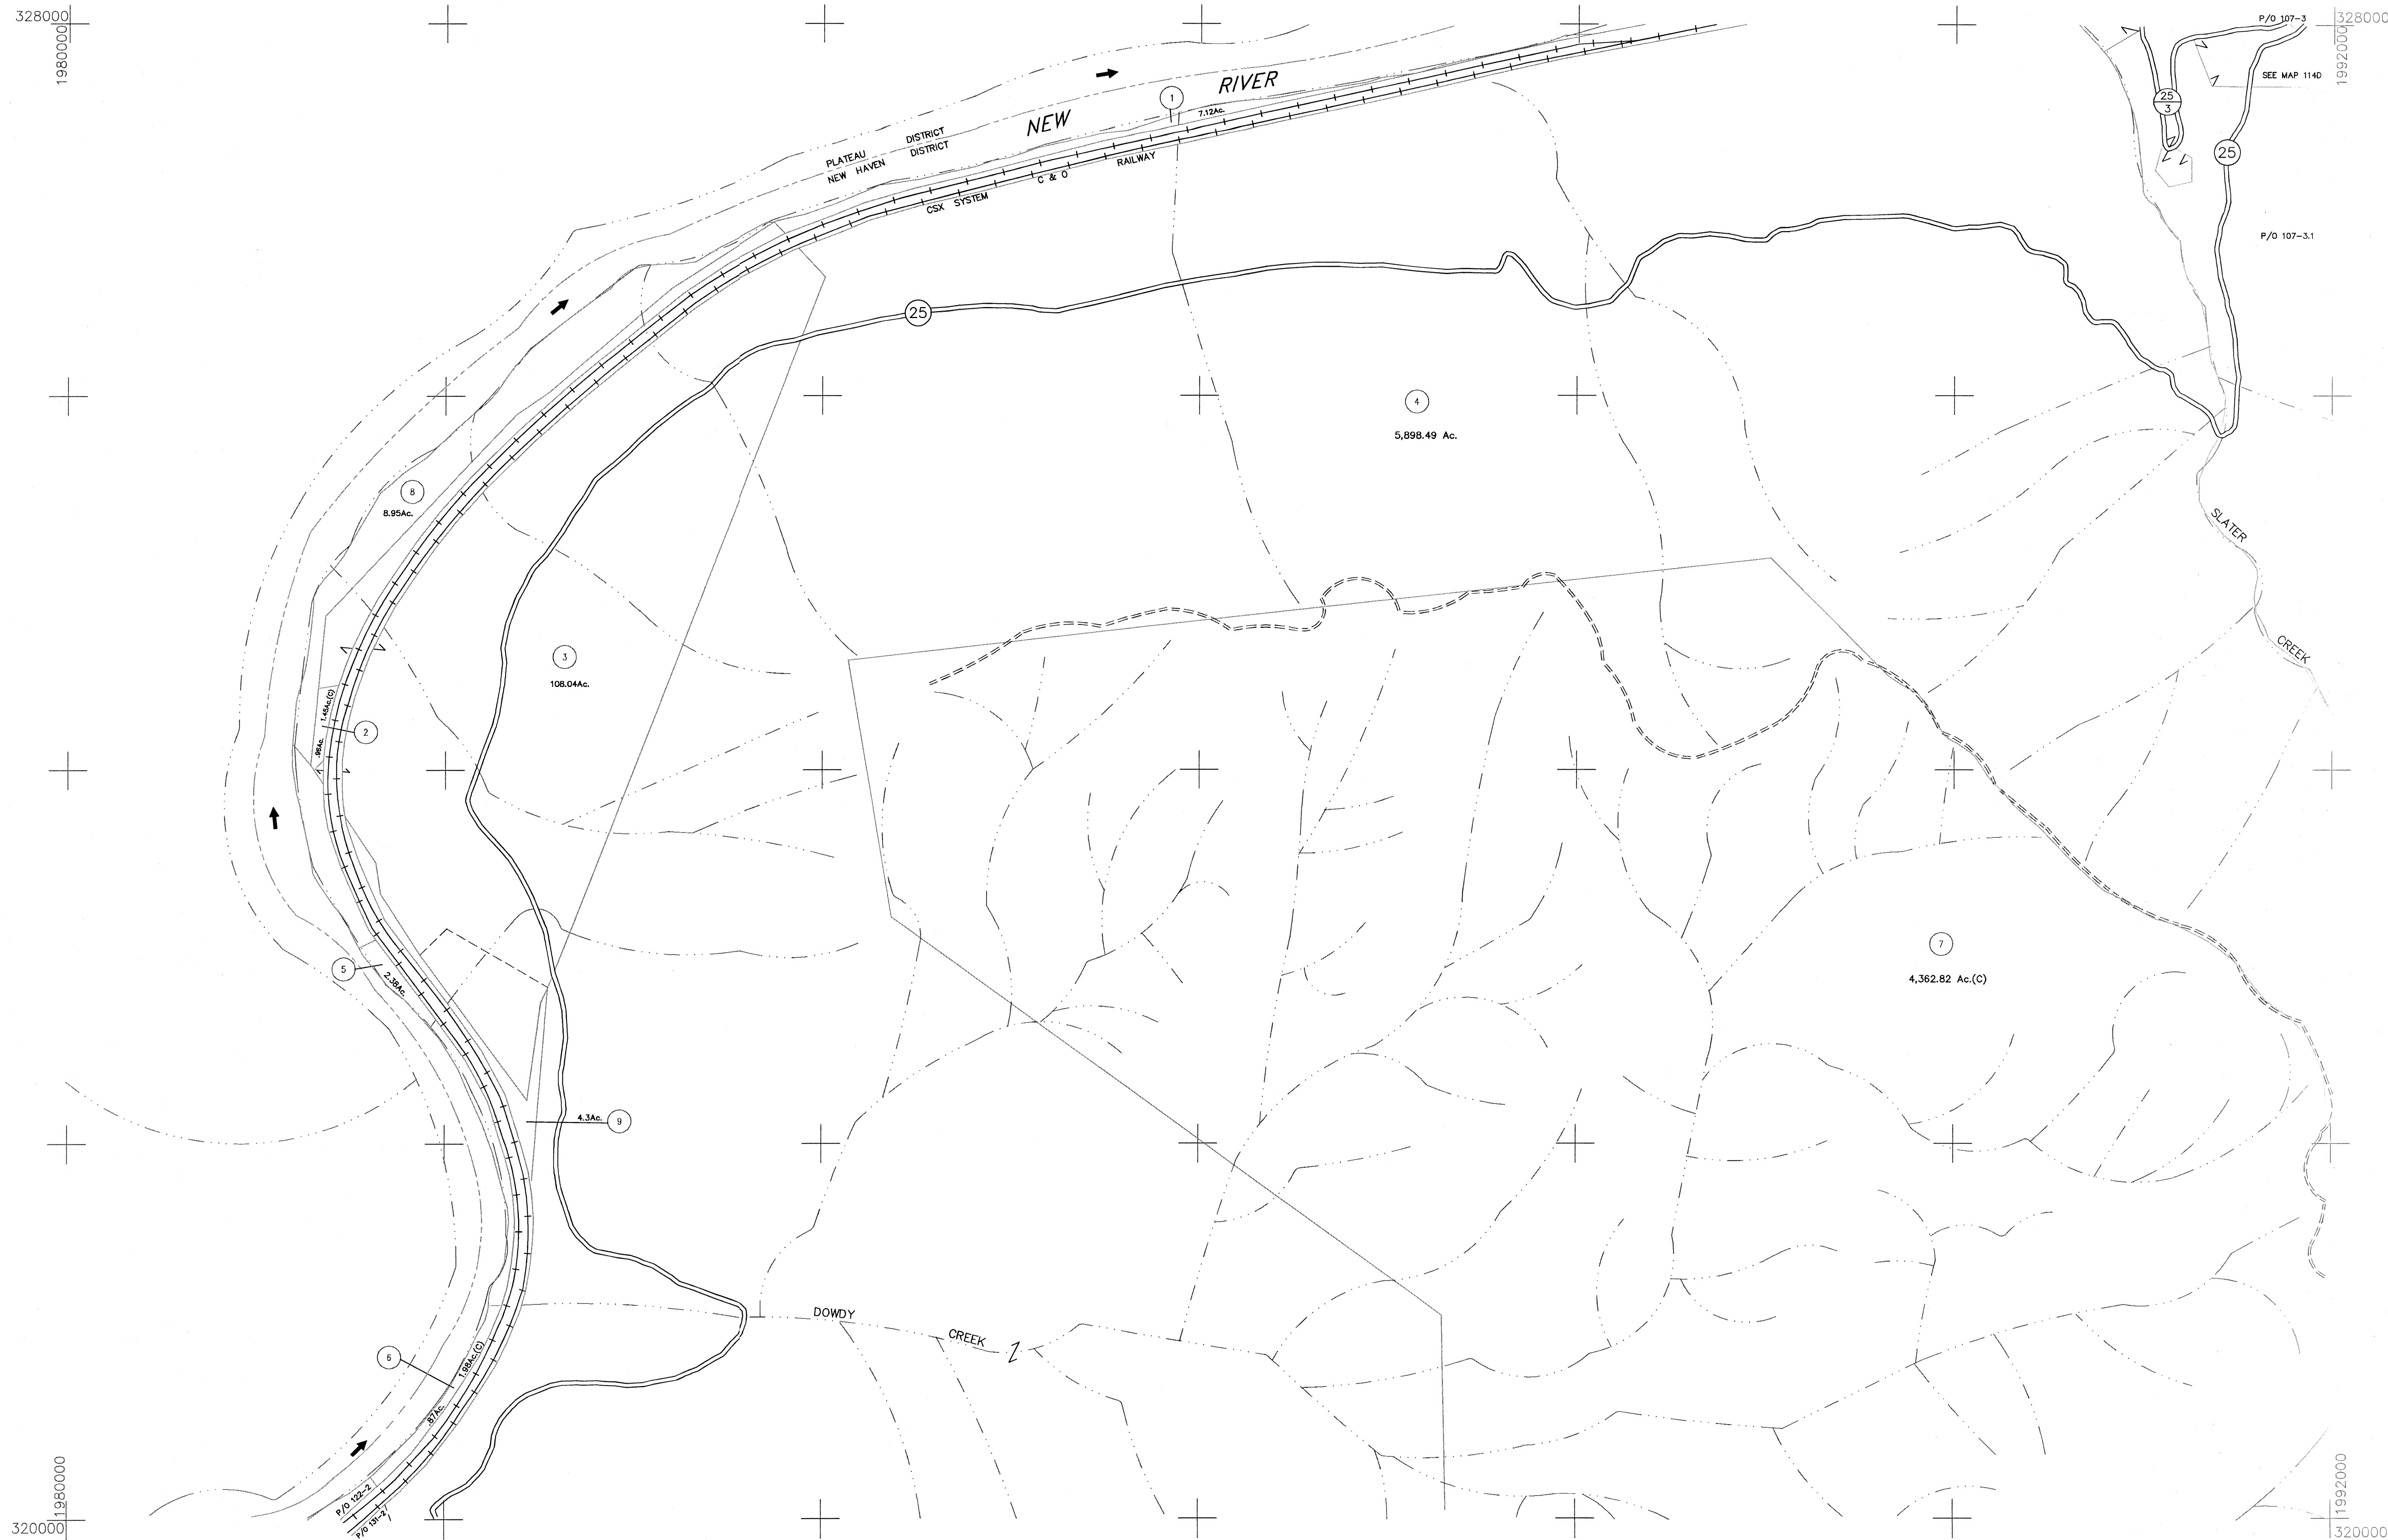 328000
1980000
P/O 107-3
328000
1992000
SEE MAP 114D
25
3
25
P/O 107-3.1
NEW RIVER
1
7.12Ac.
PLATEAU DISTRICT
NEW HAVEN DISTRICT
CSX SYSTEM
C & O RAILWAY
25
4
5,898.49 Ac.
8
8.95Ac.
SLATER CREEK
3
108.04Ac.
1.45Ac.(C)
2
.96Ac.
5
2.38Ac.
7
4,362.82 Ac.(C)
4.3Ac.
9
DOWDY CREEK
6
1.98Ac.(C)
.87Ac.
P/O 122-2
P/O 131-2
1980000
320000
1992000
320000